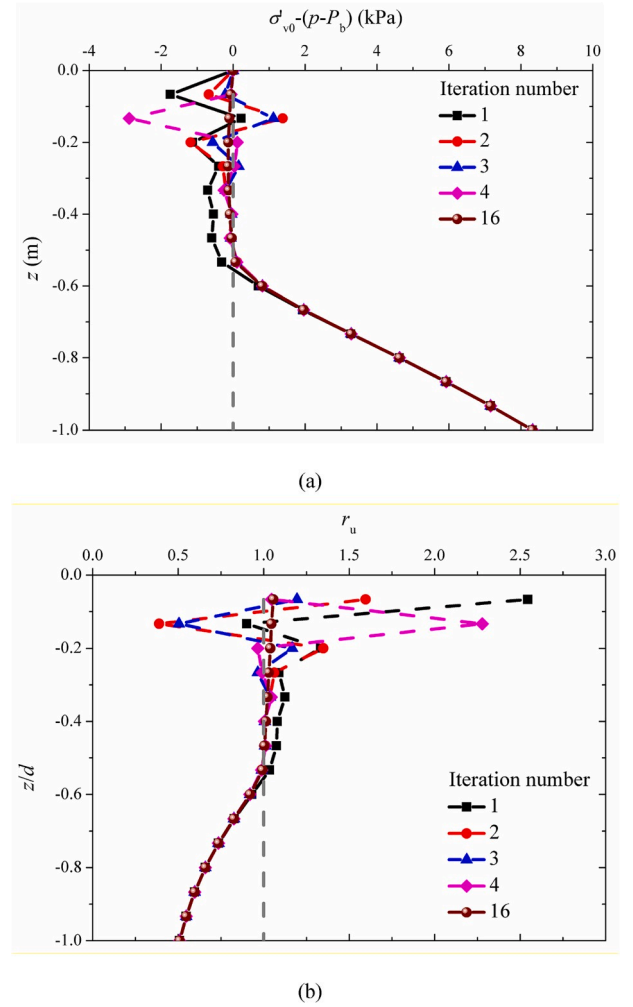 σ'v0-(p-Pb) (kPa)
-4 -2 0 2 4 6 8 10
0.0
-0.2
-0.4
-0.6
-0.8
-1.0
z (m)
Iteration number
1
2
3
4
16
(a)
ru
0.0 0.5 1.0 1.5 2.0 2.5 3.0
0.0
-0.2
-0.4
-0.6
-0.8
-1.0
z/d
Iteration number
1
2
3
4
16
(b)